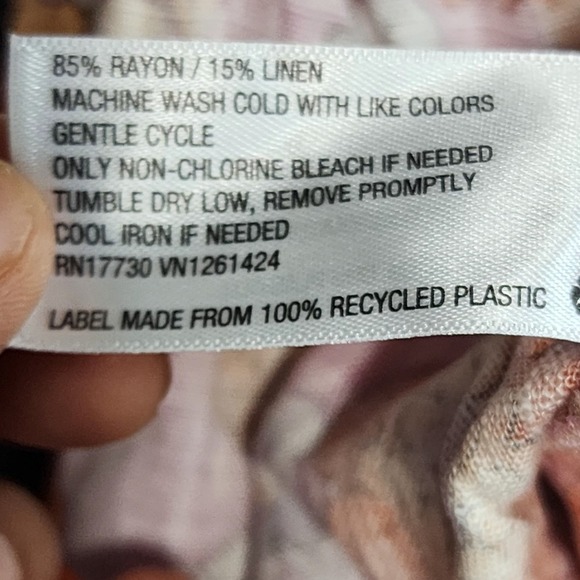 85% RAYON / 15% LINEN
MACHINE WASH COLD WITH LIKE COLORS
GENTLE CYCLE
ONLY NON-CHLORINE BLEACH IF NEEDED
TUMBLE DRY LOW, REMOVE PROMPTLY
COOL IRON IF NEEDED
RN17730 VN1261424
LABEL MADE FROM 100% RECYCLED PLASTIC